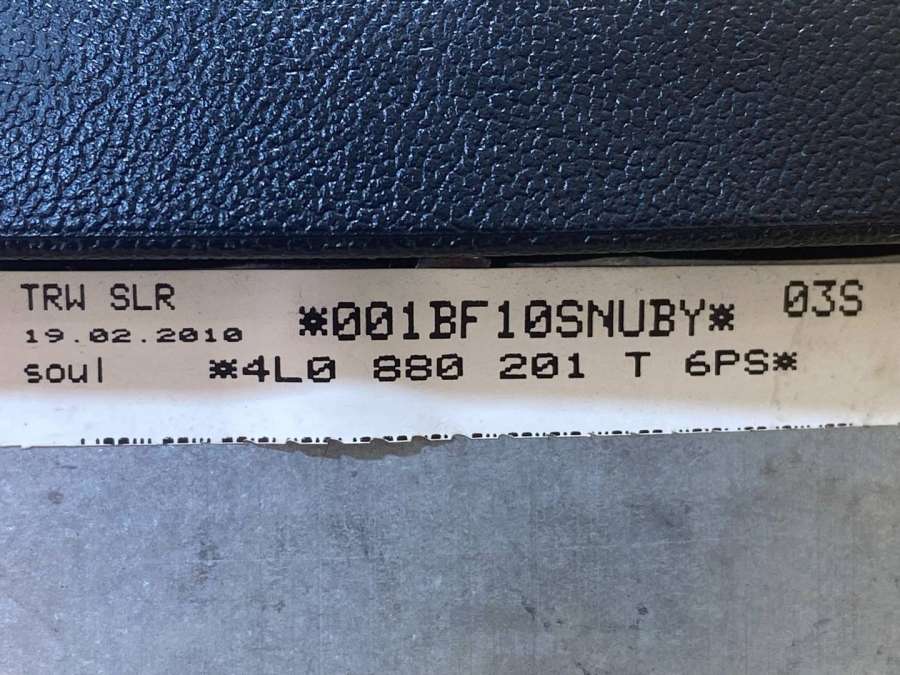 TRW SLR *001BF10SNUBY* 03S
19.02.2010
soul *4L0 880 201 T 6PS*